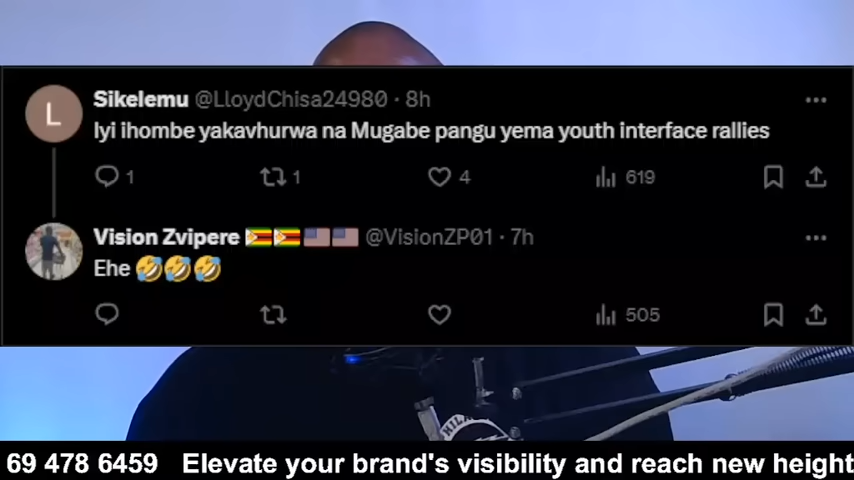 Sikelemu @LloydChisa24980 · 8h
Iyi ihombe yakavhurwa na Mugabe pangu yema youth interface rallies
1 1 4 619
Vision Zvipere 🇿🇼🇿🇼🇺🇸🇺🇸 @VisionZP01 · 7h
Ehe 🤣🤣🤣
505
69 478 6459 Elevate your brand's visibility and reach new height